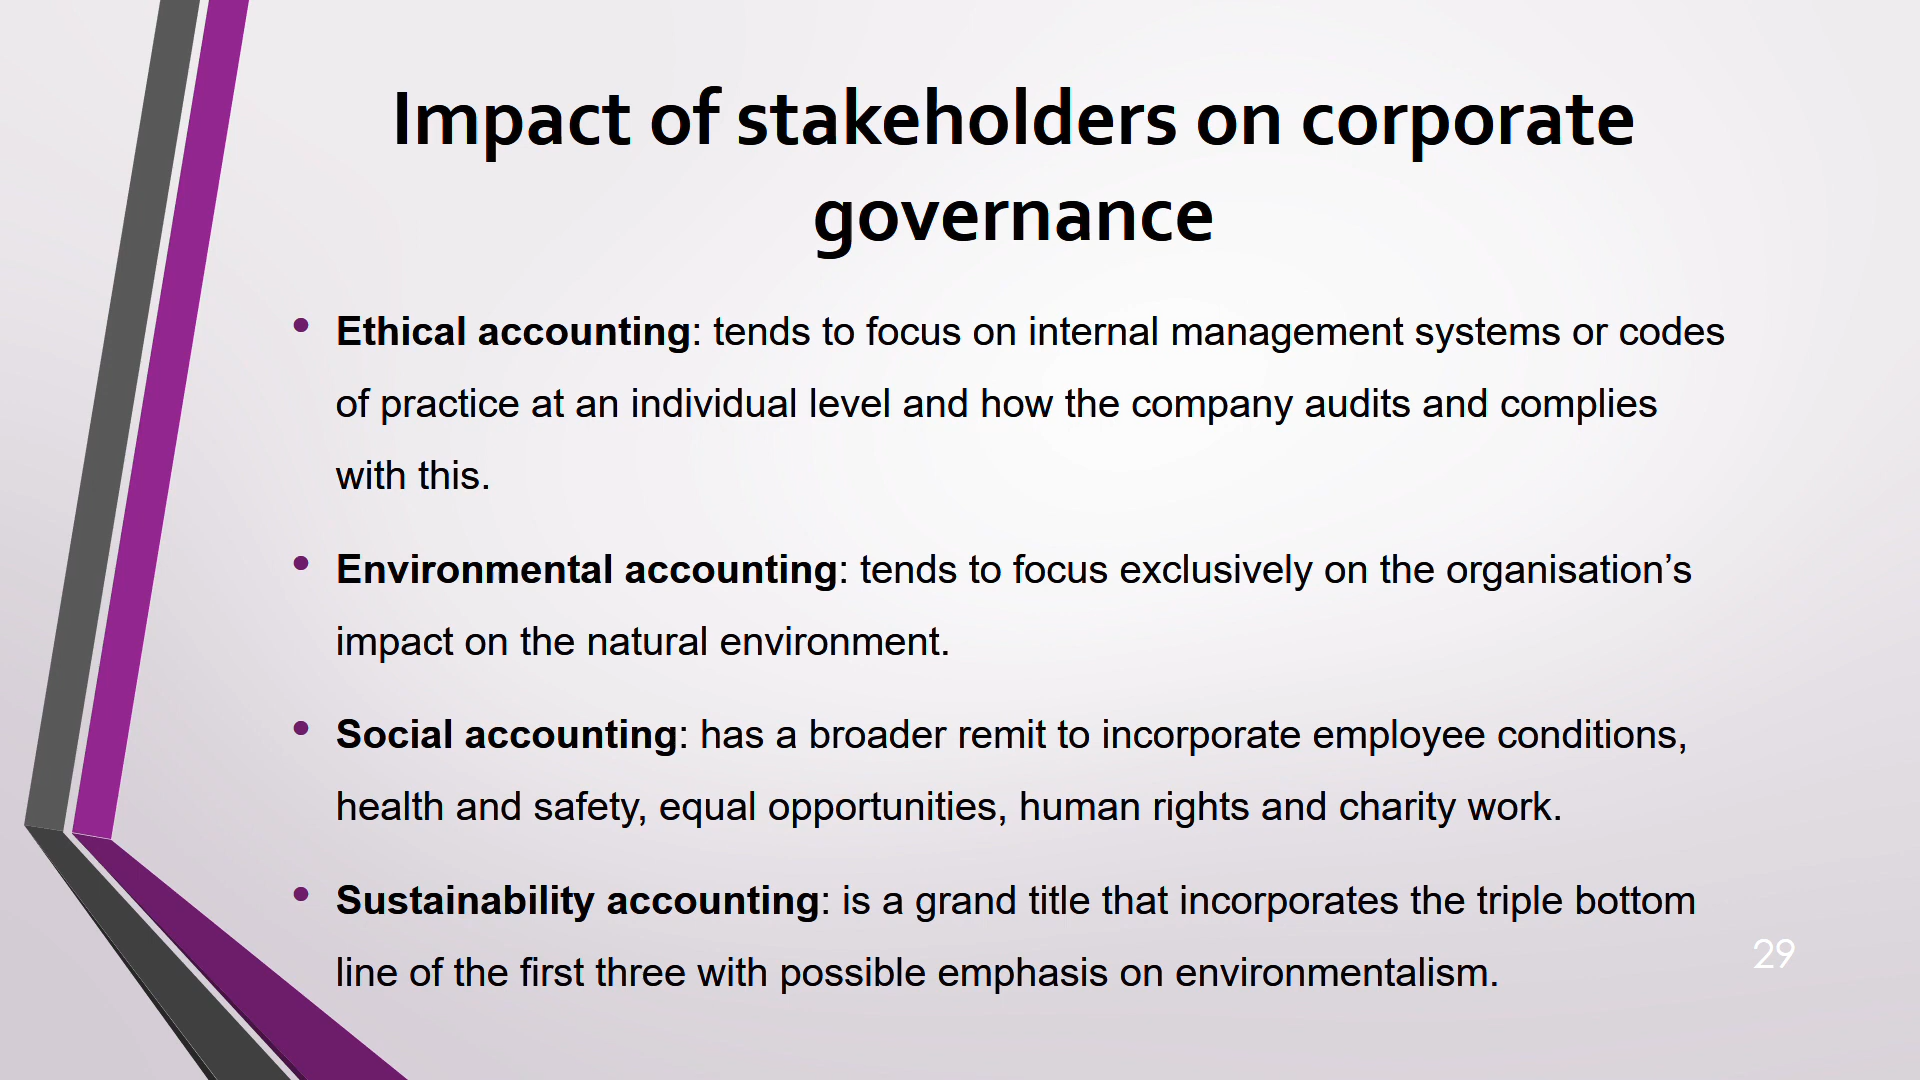 Impact of stakeholders on corporate
governance
• Ethical accounting: tends to focus on internal management systems or codes
of practice at an individual level and how the company audits and complies
with this.
• Environmental accounting: tends to focus exclusively on the organisation’s
impact on the natural environment.
• Social accounting: has a broader remit to incorporate employee conditions,
health and safety, equal opportunities, human rights and charity work.
• Sustainability accounting: is a grand title that incorporates the triple bottom
line of the first three with possible emphasis on environmentalism.
29